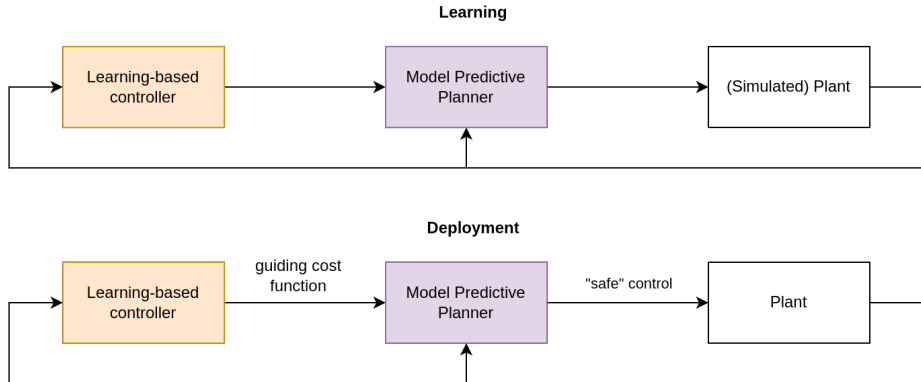 Learning
Learning-based
controller
Model Predictive
Planner
(Simulated) Plant
Deployment
Learning-based
controller
guiding cost
function
Model Predictive
Planner
"safe" control
Plant